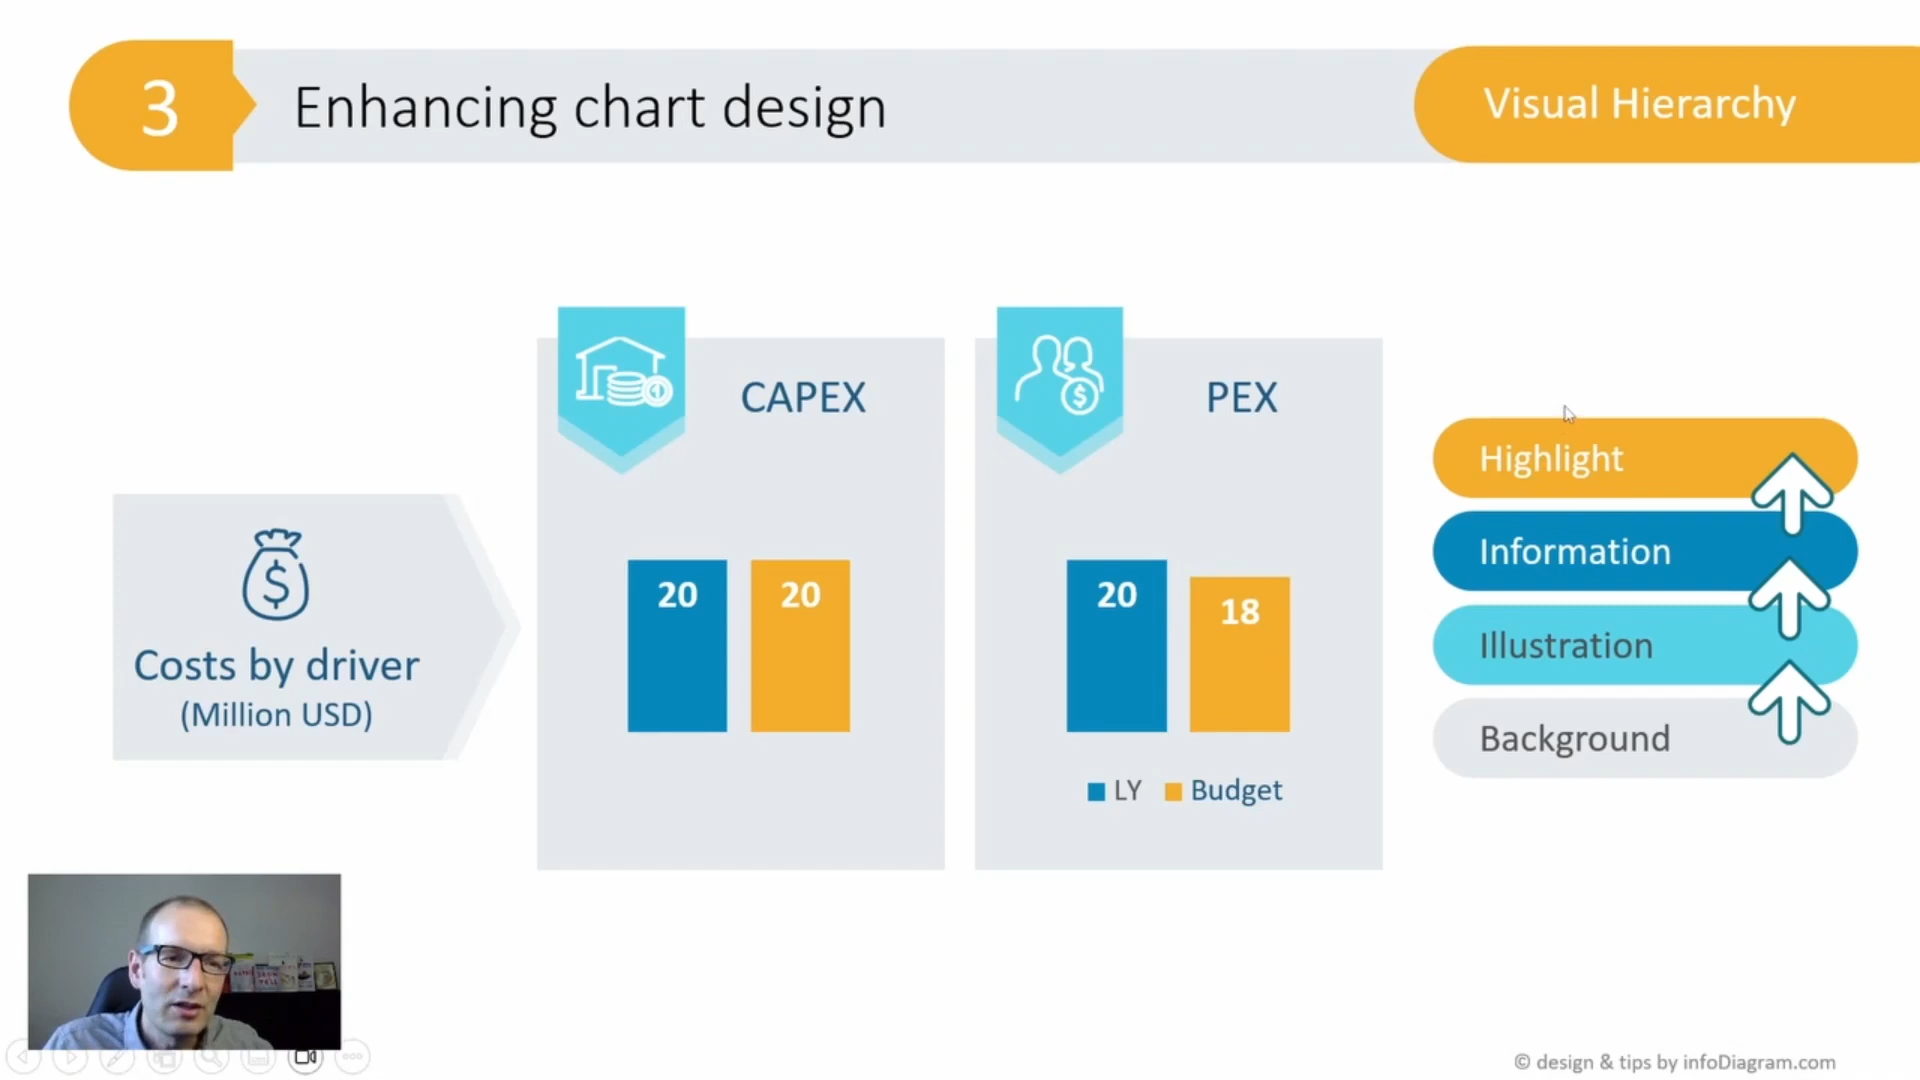 3
Enhancing chart design
Visual Hierarchy
Costs by driver
(Million USD)
CAPEX
20
20
PEX
20
18
LY
Budget
Highlight
Information
Illustration
Background
© design & tips by infoDiagram.com